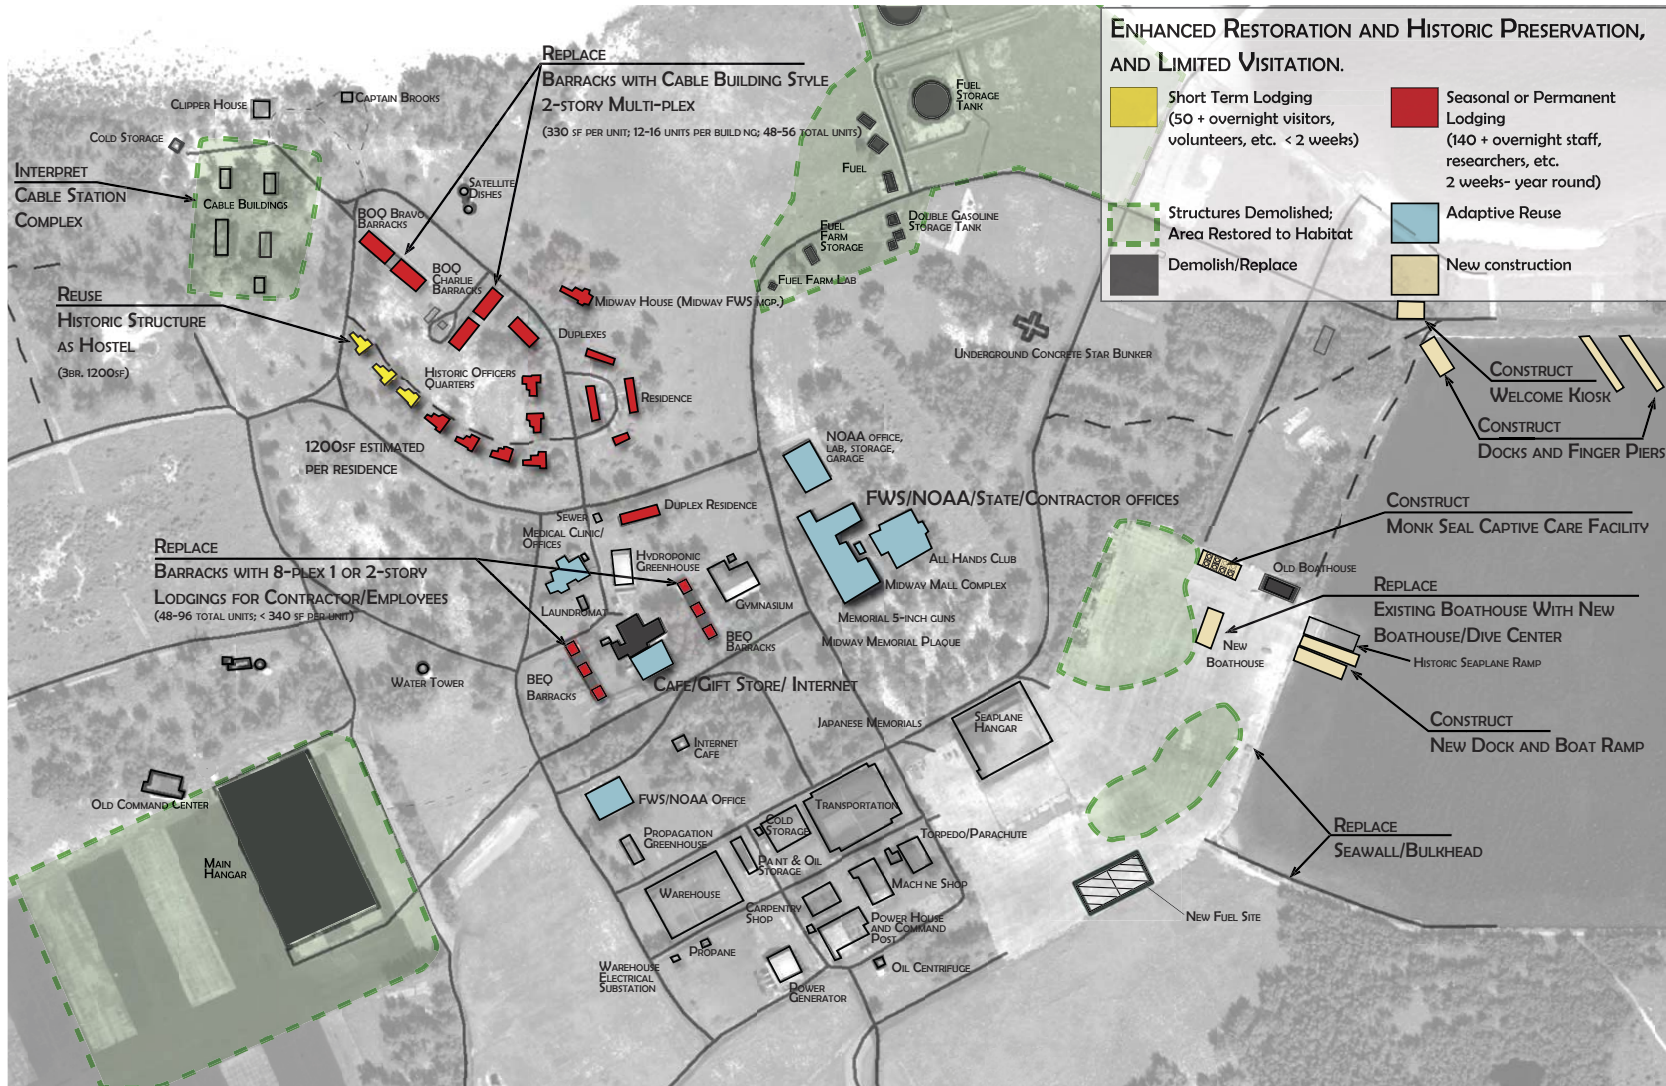 Enhanced Restoration and Historic Preservation,
and Limited Visitation.
Short Term Lodging
(50 + overnight visitors,
volunteers, etc. < 2 weeks)
Seasonal or Permanent
Lodging
(140 + overnight staff,
researchers, etc.
2 weeks- year round)
Structures Demolished;
Area Restored to Habitat
Adaptive Reuse
Demolish/Replace
New construction
Replace
Barracks with Cable Building Style
2-story Multi-plex
(330 sf per unit; 12-16 units per build ng; 48-56 total units)
Clipper House
Captain Brooks
Cold Storage
Interpret
Cable Station
Complex
Cable Buildings
Satellite
Dishes
BOQ Bravo
Barracks
BOQ
Charlie
Barracks
Reuse
Historic Structure
as Hostel
(3br. 1200sf)
Midway House (Midway FWS mgp.)
Duplexes
Historic Officers
Quarters
Residence
1200sf estimated
per residence
Fuel
Storage
Tank
Fuel
Double Gasoline
Storage Tank
Fuel
Farm
Storage
Fuel Farm Lab
Underground Concrete Star Bunker
Construct
Welcome Kiosk
Construct
Docks and Finger Piers
NOAA office,
lab, storage,
garage
FWS/NOAA/State/Contractor offices
All Hands Club
Midway Mall Complex
Memorial 5-inch guns
Midway Memorial Plaque
Construct
Monk Seal Captive Care Facility
Old Boathouse
Replace
Existing Boathouse With New
Boathouse/Dive Center
New
Boathouse
Historic Seaplane Ramp
Construct
New Dock and Boat Ramp
Sewer
Duplex Residence
Medical Clinic/
Offices
Hydroponic
Greenhouse
Gymnasium
Laundromat
Replace
Barracks with 8-plex 1 or 2-story
Lodgings for Contractor/Employees
(48-96 total units; < 340 sf per unit)
BEQ
Barracks
BEQ
Barracks
Water Tower
Cafe/Gift Store/ Internet
Japanese Memorials
Seaplane
Hangar
Internet
Cafe
FWS/NOAA Office
Old Command Center
Main
Hangar
Propagation
Greenhouse
Cold
Storage
Transportation
Pa nt & Oil
Storage
Torpedo/Parachute
Warehouse
Mach ne Shop
Carpentry
Shop
Power House
and Command
Post
Propane
Warehouse
Electrical
Substation
Power
Generator
Oil Centrifuge
New Fuel Site
Replace
Seawall/Bulkhead